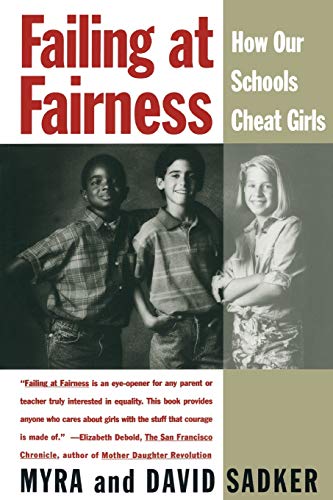 Failing at
Fairness
How Our
Schools
Cheat Girls
“Failing at Fairness is an eye-opener for any parent or
teacher truly interested in equality. This book provides
anyone who cares about girls with the stuff that courage
is made of.” —Elizabeth Debold, The San Francisco
Chronicle, author of Mother Daughter Revolution
MYRA and DAVID SADKER